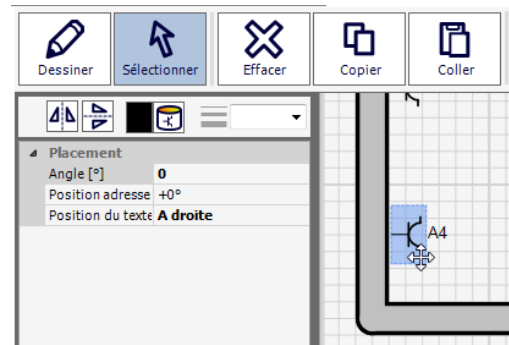 Dessiner
Sélectionner
Effacer
Copier
Coller
Placement
Angle [°] 0
Position adresse +0°
Position du texte A droite
A4